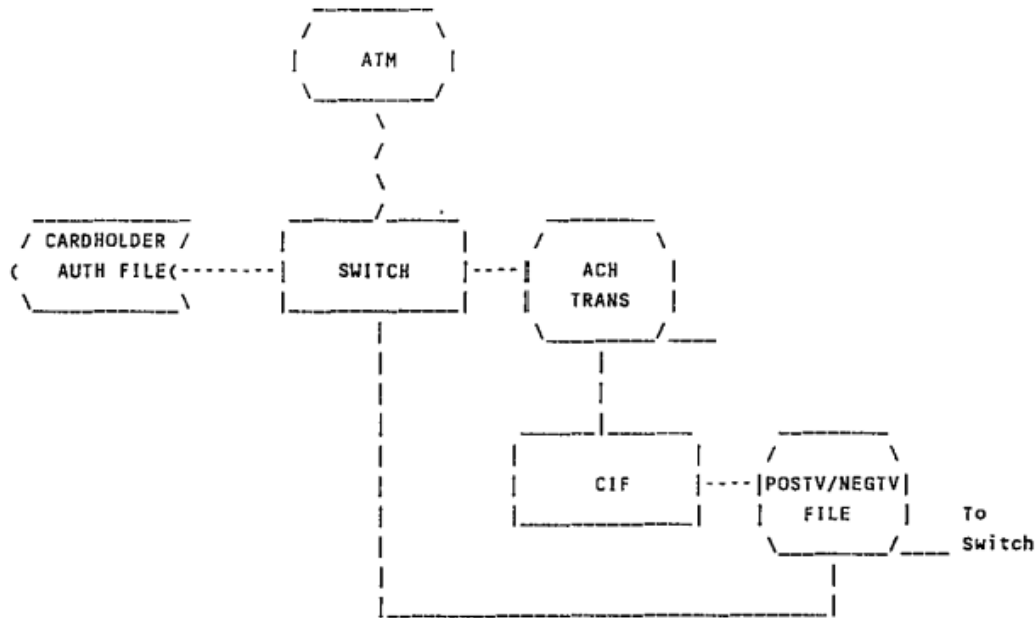 ATM
CARDHOLDER
AUTH FILE
SWITCH
ACH
TRANS
CIF
POSTV/NEGTV
FILE
To
Switch